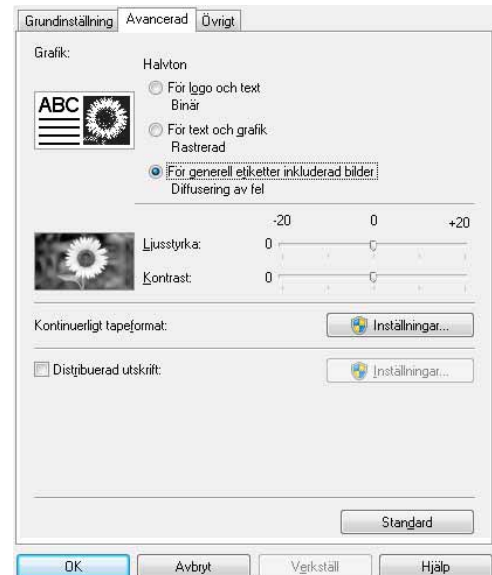 Grundinställning Avancerad Övrigt
Grafik:
Halvton
ABC
För logo och text
Binär
För text och grafik
Rastrerad
För generell etiketter inkluderad bilder
Diffusering av fel
-20 0 +20
Ljusstyrka: 0
Kontrast: 0
Kontinuerligt tapeformat: Inställningar...
Distribuerad utskrift: Inställningar...
Standard
OK Avbryt Verkställ Hjälp